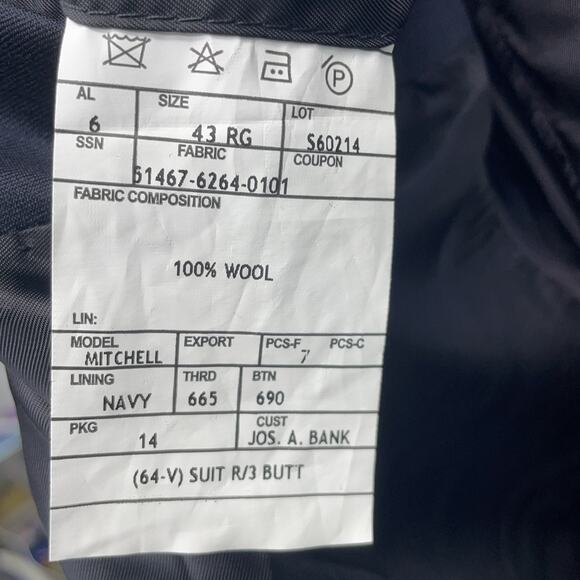 P
AL SIZE LOT
6 43 RG S60214
SSN FABRIC COUPON
51467-6264-0101
FABRIC COMPOSITION
100% WOOL
LIN:
MODEL EXPORT PCS-F PCS-C
MITCHELL 7
LINING THRD BTN
NAVY 665 690
PKG CUST
14 JOS. A. BANK
(64-V) SUIT R/3 BUTT